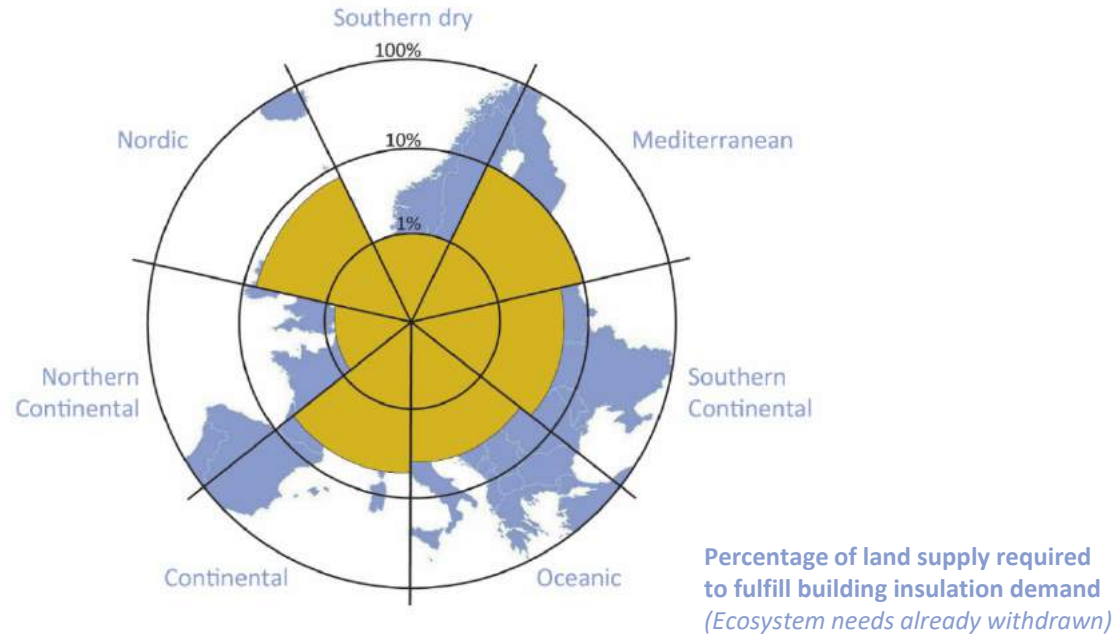 Southern dry
100%
Nordic
10%
Mediterranean
1%
Northern
Continental
Southern
Continental
Continental
Oceanic
Percentage of land supply required
to fulfill building insulation demand
(Ecosystem needs already withdrawn)